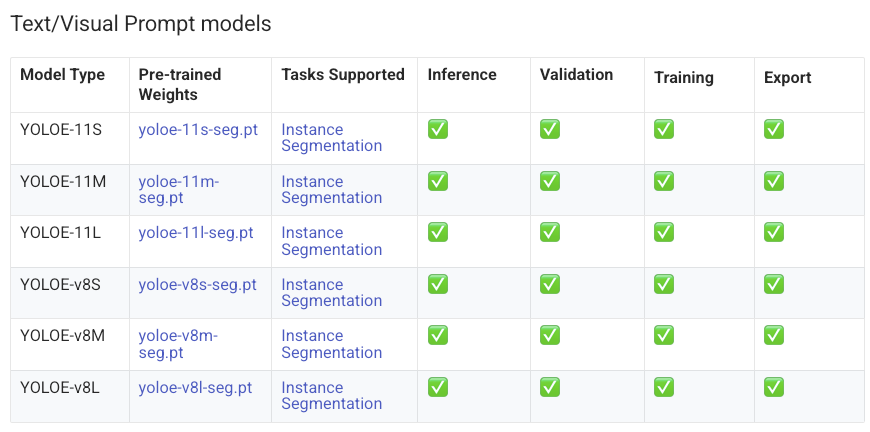 Text/Visual Prompt models
Model Type Pre-trained Weights Tasks Supported Inference Validation Training Export
YOLOE-11S yoloe-11s-seg.pt Instance Segmentation ✅ ✅ ✅ ✅
YOLOE-11M yoloe-11m-seg.pt Instance Segmentation ✅ ✅ ✅ ✅
YOLOE-11L yoloe-11l-seg.pt Instance Segmentation ✅ ✅ ✅ ✅
YOLOE-v8S yoloe-v8s-seg.pt Instance Segmentation ✅ ✅ ✅ ✅
YOLOE-v8M yoloe-v8m-seg.pt Instance Segmentation ✅ ✅ ✅ ✅
YOLOE-v8L yoloe-v8l-seg.pt Instance Segmentation ✅ ✅ ✅ ✅